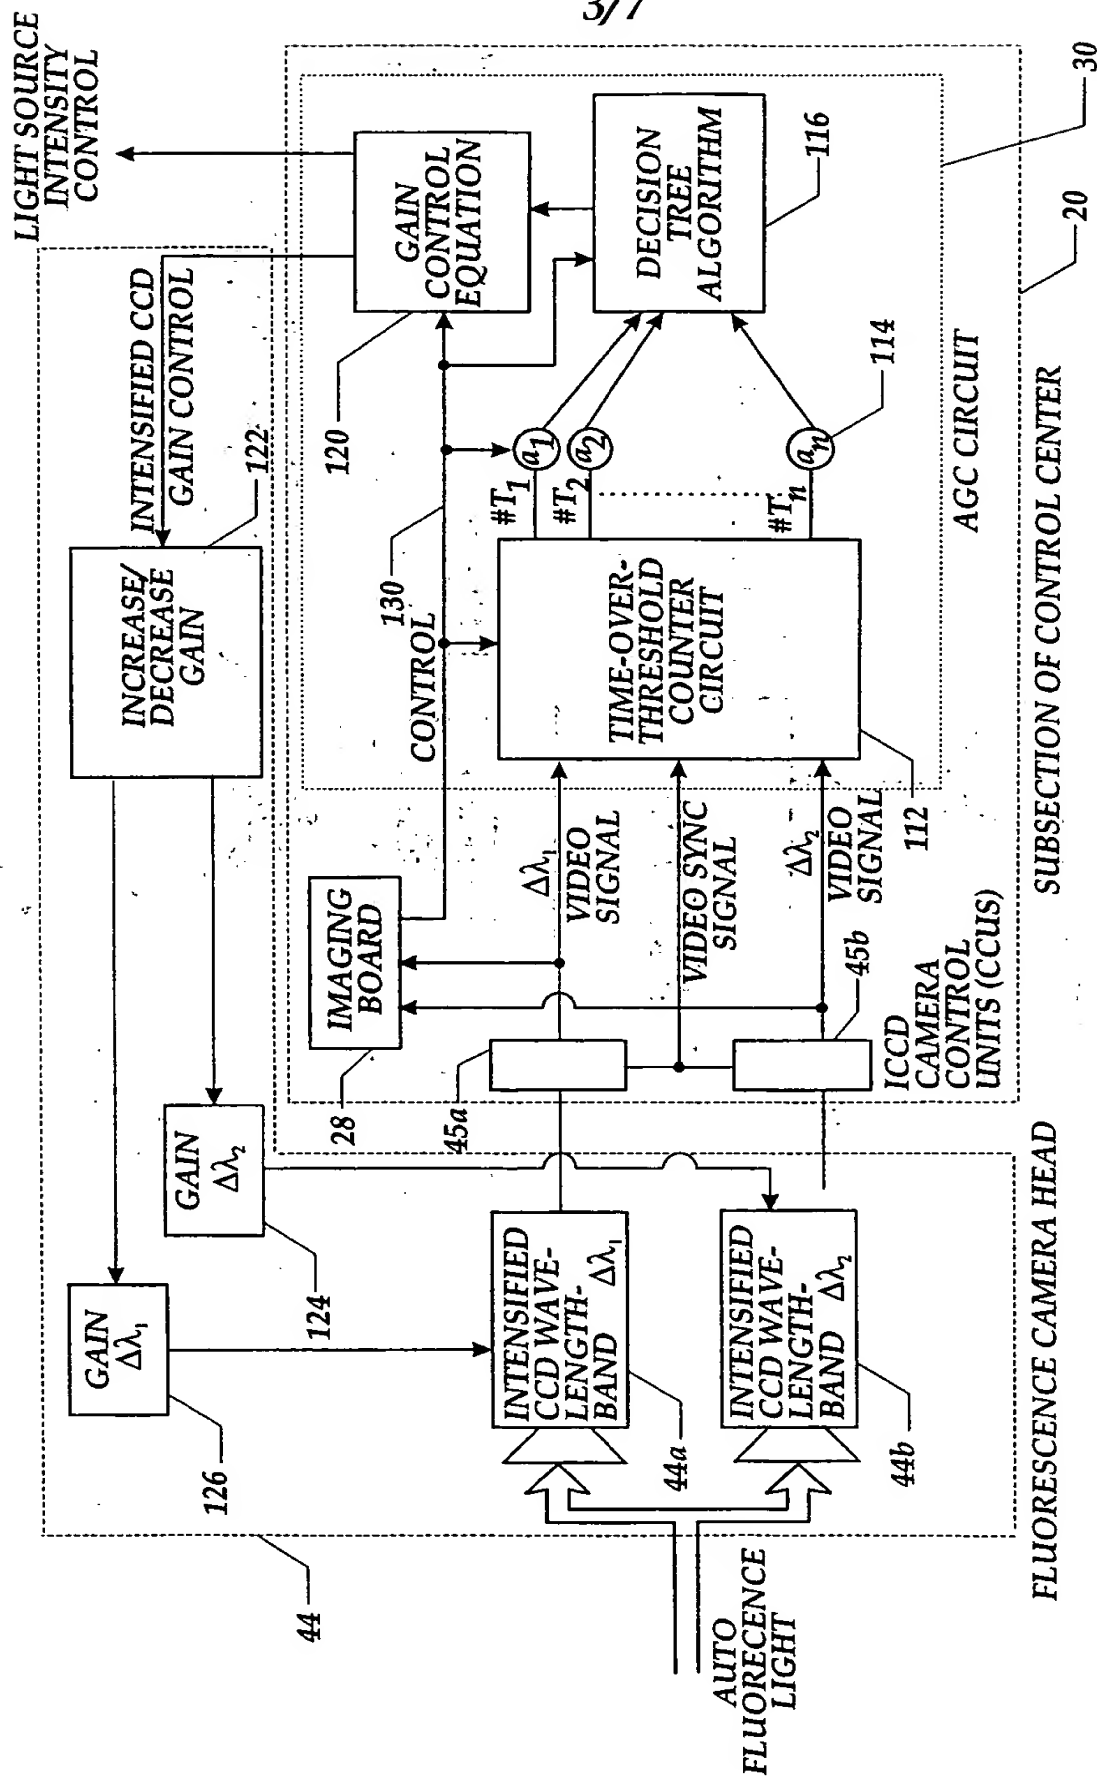 3/7
LIGHT SOURCE
INTENSITY
CONTROL
INTENSIFIED CCD
GAIN CONTROL
122
INCREASE/
DECREASE
GAIN
GAIN
Δλ1
126
GAIN
Δλ2
124
44
GAIN
CONTROL
EQUATION
120
DECISION
TREE
ALGORITHM
116
30
20
130
CONTROL
a1
a2
an
114
#T1
#T2
#Tn
TIME-OVER-
THRESHOLD
COUNTER
CIRCUIT
112
AGC CIRCUIT
SUBSECTION OF CONTROL CENTER
IMAGING
BOARD
28
Δλ1
VIDEO
SIGNAL
VIDEO SYNC
SIGNAL
Δλ2
VIDEO
SIGNAL
45a
45b
ICCD
CAMERA
CONTROL
UNITS (CCUS)
INTENSIFIED
CCD WAVE-
LENGTH-
BAND Δλ1
44a
INTENSIFIED
CCD WAVE-
LENGTH-
BAND Δλ2
44b
AUTO
FLUORECENCE
LIGHT
FLUORESCENCE CAMERA HEAD